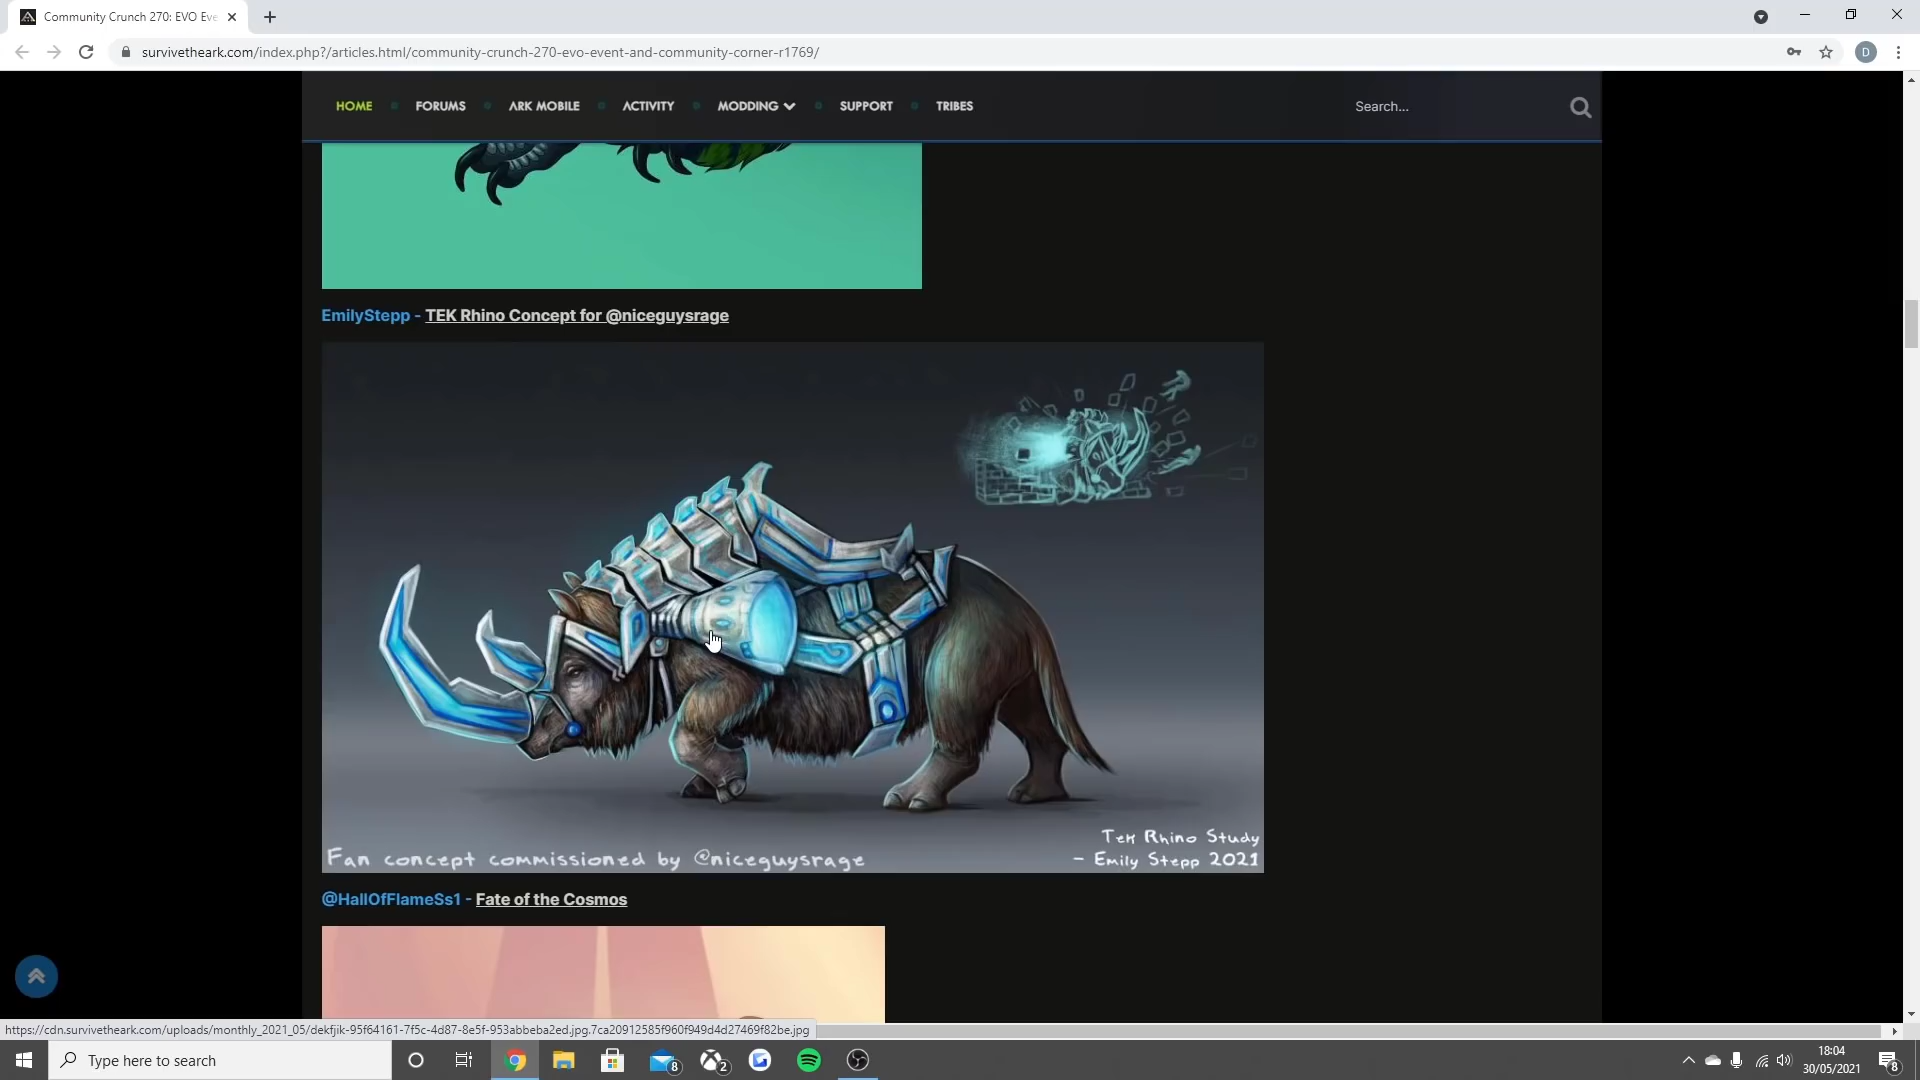 Community Crunch 270: EVO Eve
survivetheark.com/index.php?/articles.html/community-crunch-270-evo-event-and-community-corner-r1769/
D
HOME
FORUMS
ARK MOBILE
ACTIVITY
MODDING
SUPPORT
TRIBES
Search...
EmilyStepp - TEK Rhino Concept for @niceguysrage
Tek Rhino Study
Fan concept commissioned by @niceguysrage
- Emily Stepp 2021
@HallOfFlameSs1 - Fate of the Cosmos
https://cdn.survivetheark.com/uploads/monthly_2021_05/dekfjik-95f64161-7f5c-4d87-8e5f-953abbeba2ed.jpg.7ca20912585f960f949d4d27469f82be.jpg
Type here to search
8
2
18:04
30/05/2021
8